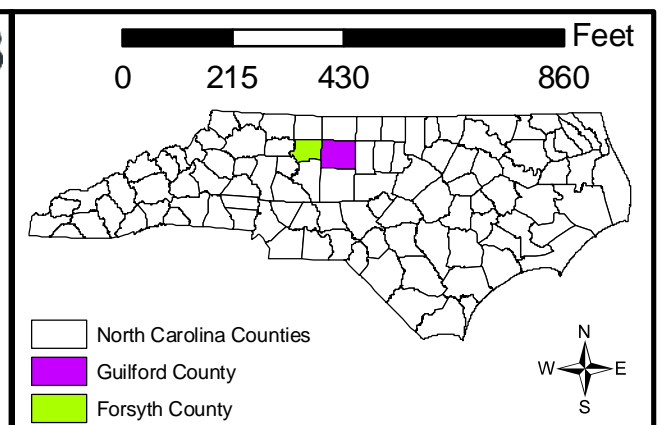 Feet
0 215 430 860
North Carolina Counties
Guilford County
Forsyth County
N
W E
S